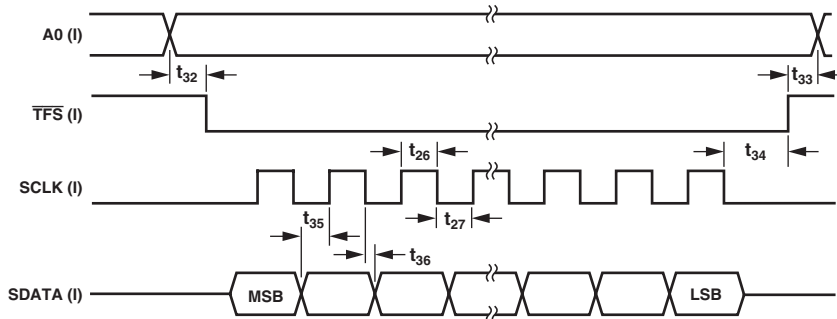 A0 (I)
t32
t33
TFS (I)
t26
t34
SCLK (I)
t35
t27
t36
SDATA (I)
MSB
LSB